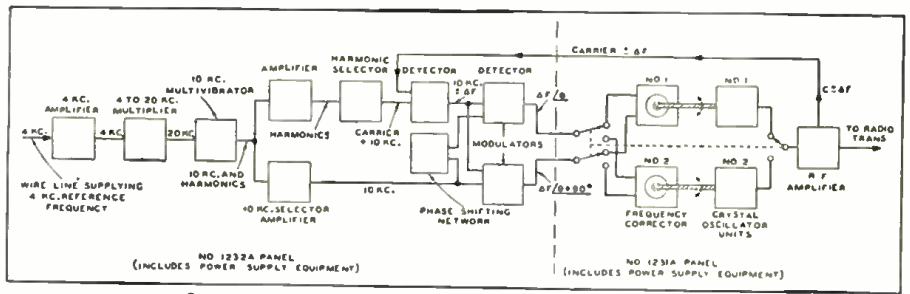 CARRIER ± ΔF
HARMONIC
SELECTOR
AMPLIFIER
DETECTOR
DETECTOR
10 KC.
MULTIVIBRATOR
10 KC.
± ΔF
NO. 1
NO. 1
C ± ΔF
4 KC.
AMPLIFIER
4 TO 20 KC.
MULTIPLIER
ΔF/θ
4 KC.
20 KC.
HARMONICS
CARRIER
+ 10 KC.
MODULATORS
TO RADIO
TRANS
WIRE LINE SUPPLYING
4 KC. REFERENCE
FREQUENCY
10 KC. AND
HARMONICS
10 KC.
ΔF/θ+90°
NO. 2
NO. 2
R F
AMPLIFIER
10 KC. SELECTOR
AMPLIFIER
PHASE SHIFTING
NETWORK
FREQUENCY
CORRECTOR
CRYSTAL
OSCILLATOR
UNITS
NO 1232A PANEL
(INCLUDES POWER SUPPLY EQUIPMENT)
NO 1231A PANEL
(INCLUDES POWER SUPPLY EQUIPMENT)